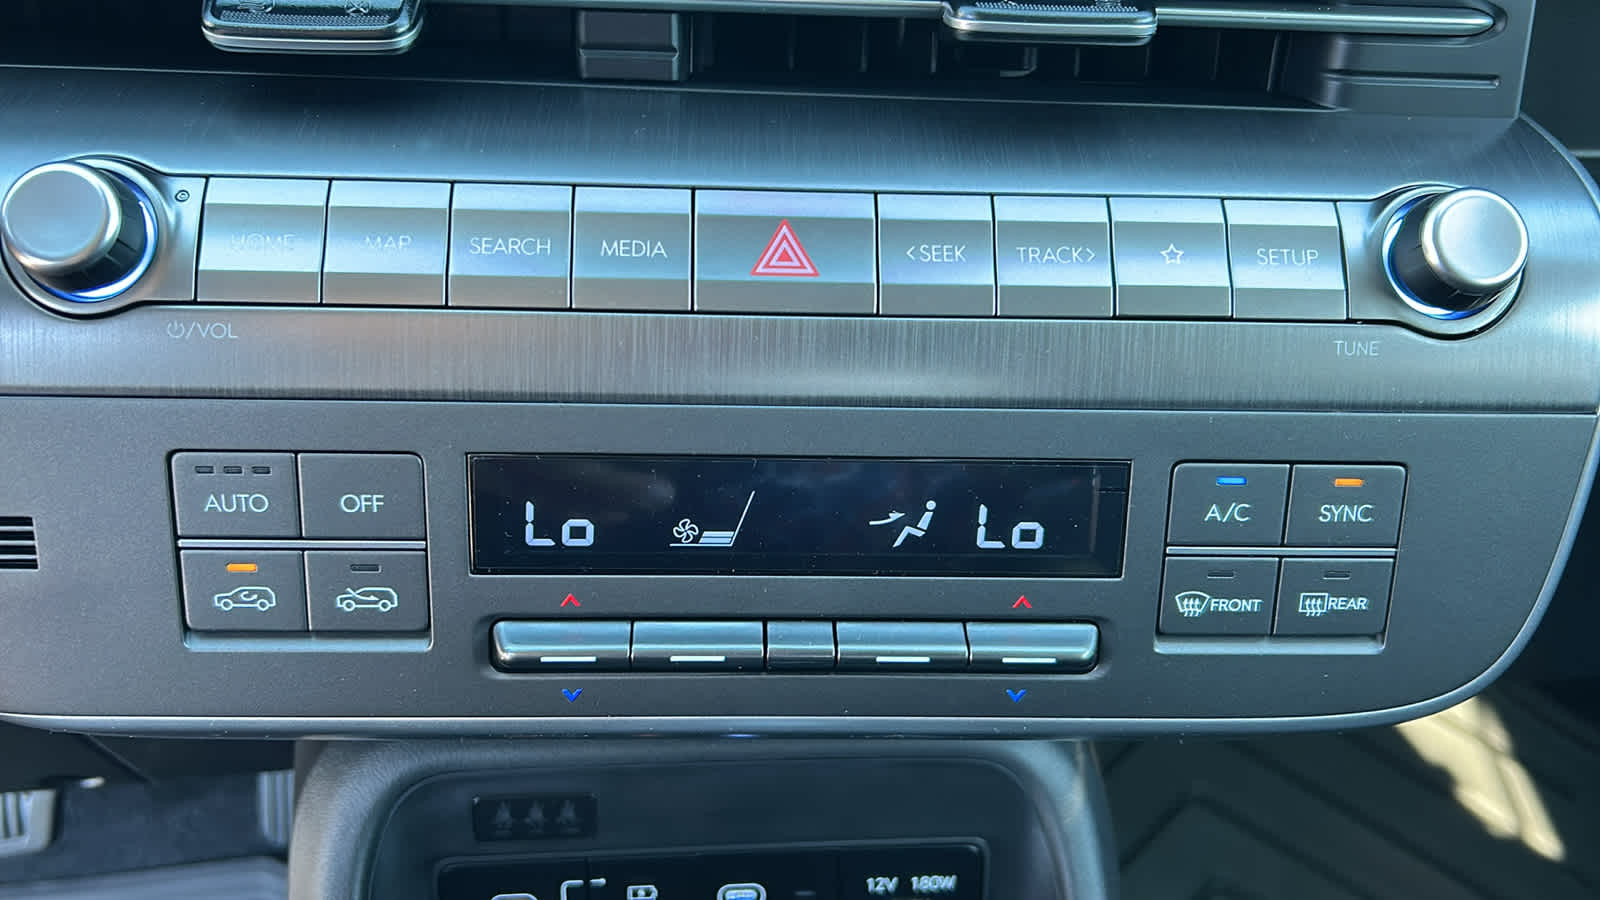 HOME MAP SEARCH MEDIA <SEEK TRACK> SETUP
/VOL
TUNE
AUTO OFF
Lo Lo
A/C SYNC
FRONT REAR
12V 180W